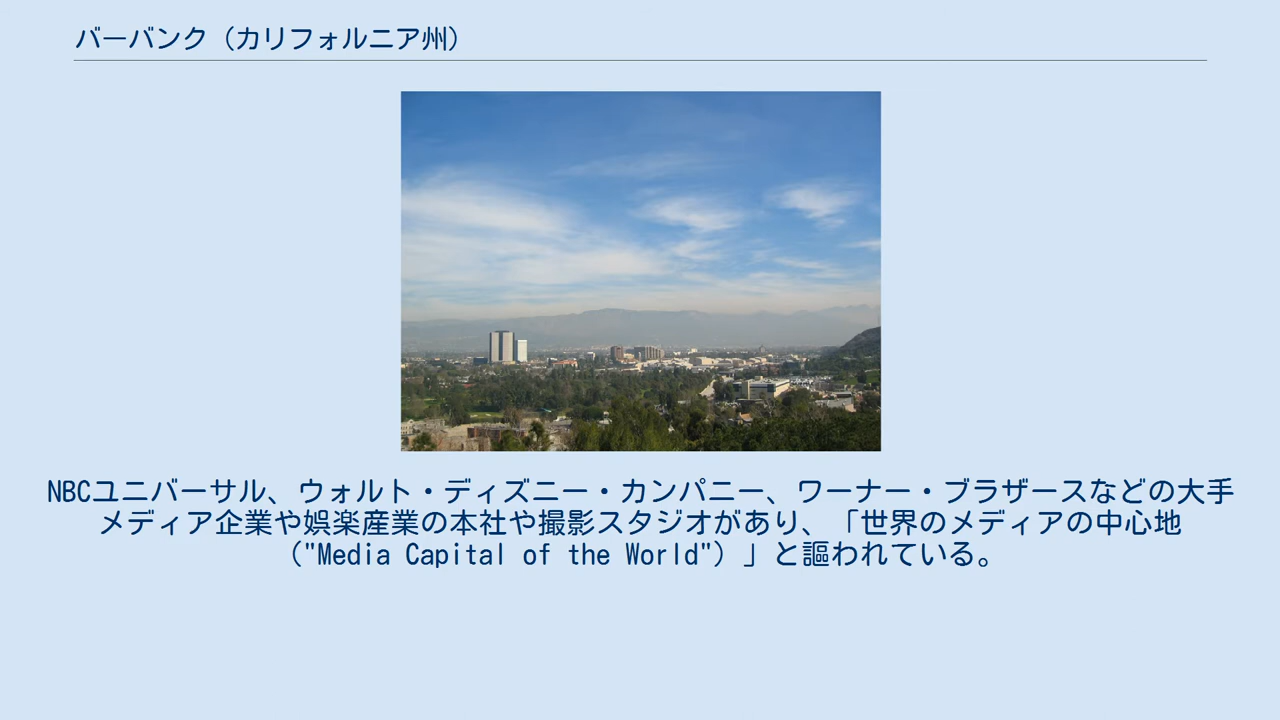 バーバンク（カリフォルニア州）
NBCユニバーサル、ウォルト・ディズニー・カンパニー、ワーナー・ブラザースなどの大手
メディア企業や娯楽産業の本社や撮影スタジオがあり、「世界のメディアの中心地
（"Media Capital of the World"）」と謳われている。